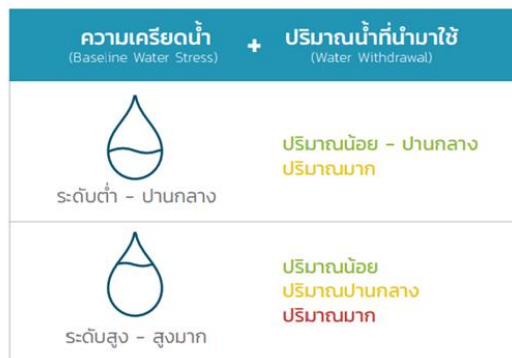 ความเครียดน้ำ + ปริมาณน้ำที่นำมาใช้
(Baseline Water Stress) (Water Withdrawal)
ปริมาณน้อย - ปานกลาง
ปริมาณมาก
ระดับต่ำ - ปานกลาง
ปริมาณน้อย
ปริมาณปานกลาง
ปริมาณมาก
ระดับสูง - สูงมาก